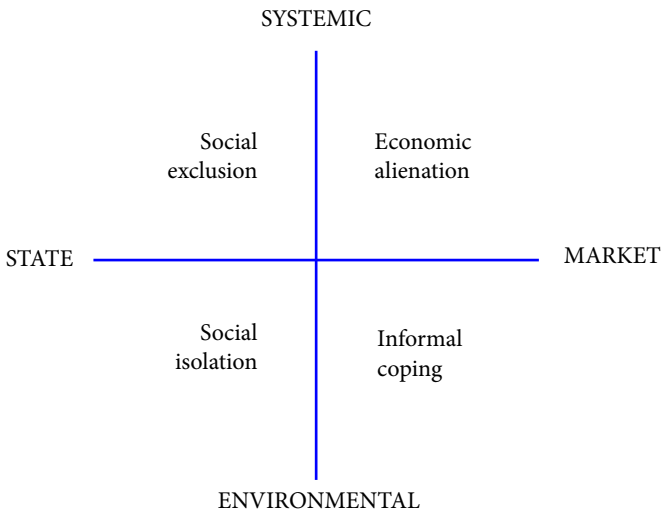 SYSTEMIC
Social
exclusion
Economic
alienation
STATE
MARKET
Social
isolation
Informal
coping
ENVIRONMENTAL